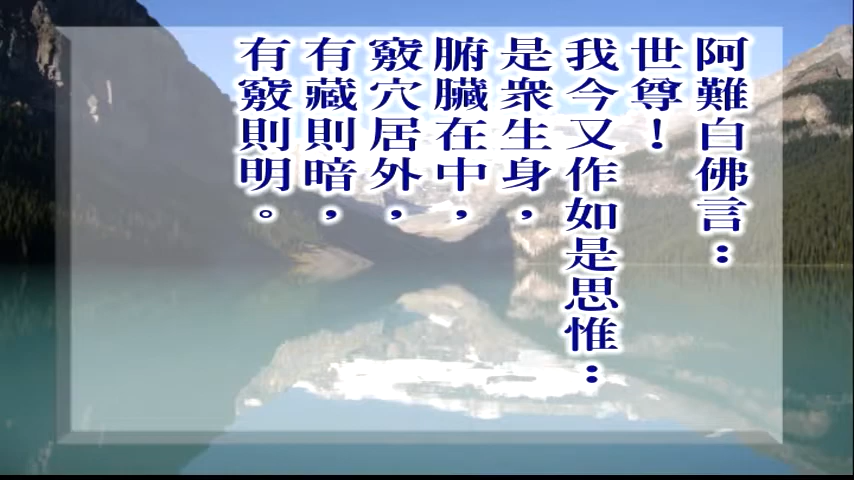 阿難白佛言：
世尊！
我今又作如是思惟：
是衆生身，
腑臟在中，
竅穴居外，
有藏則暗，
有竅則明。